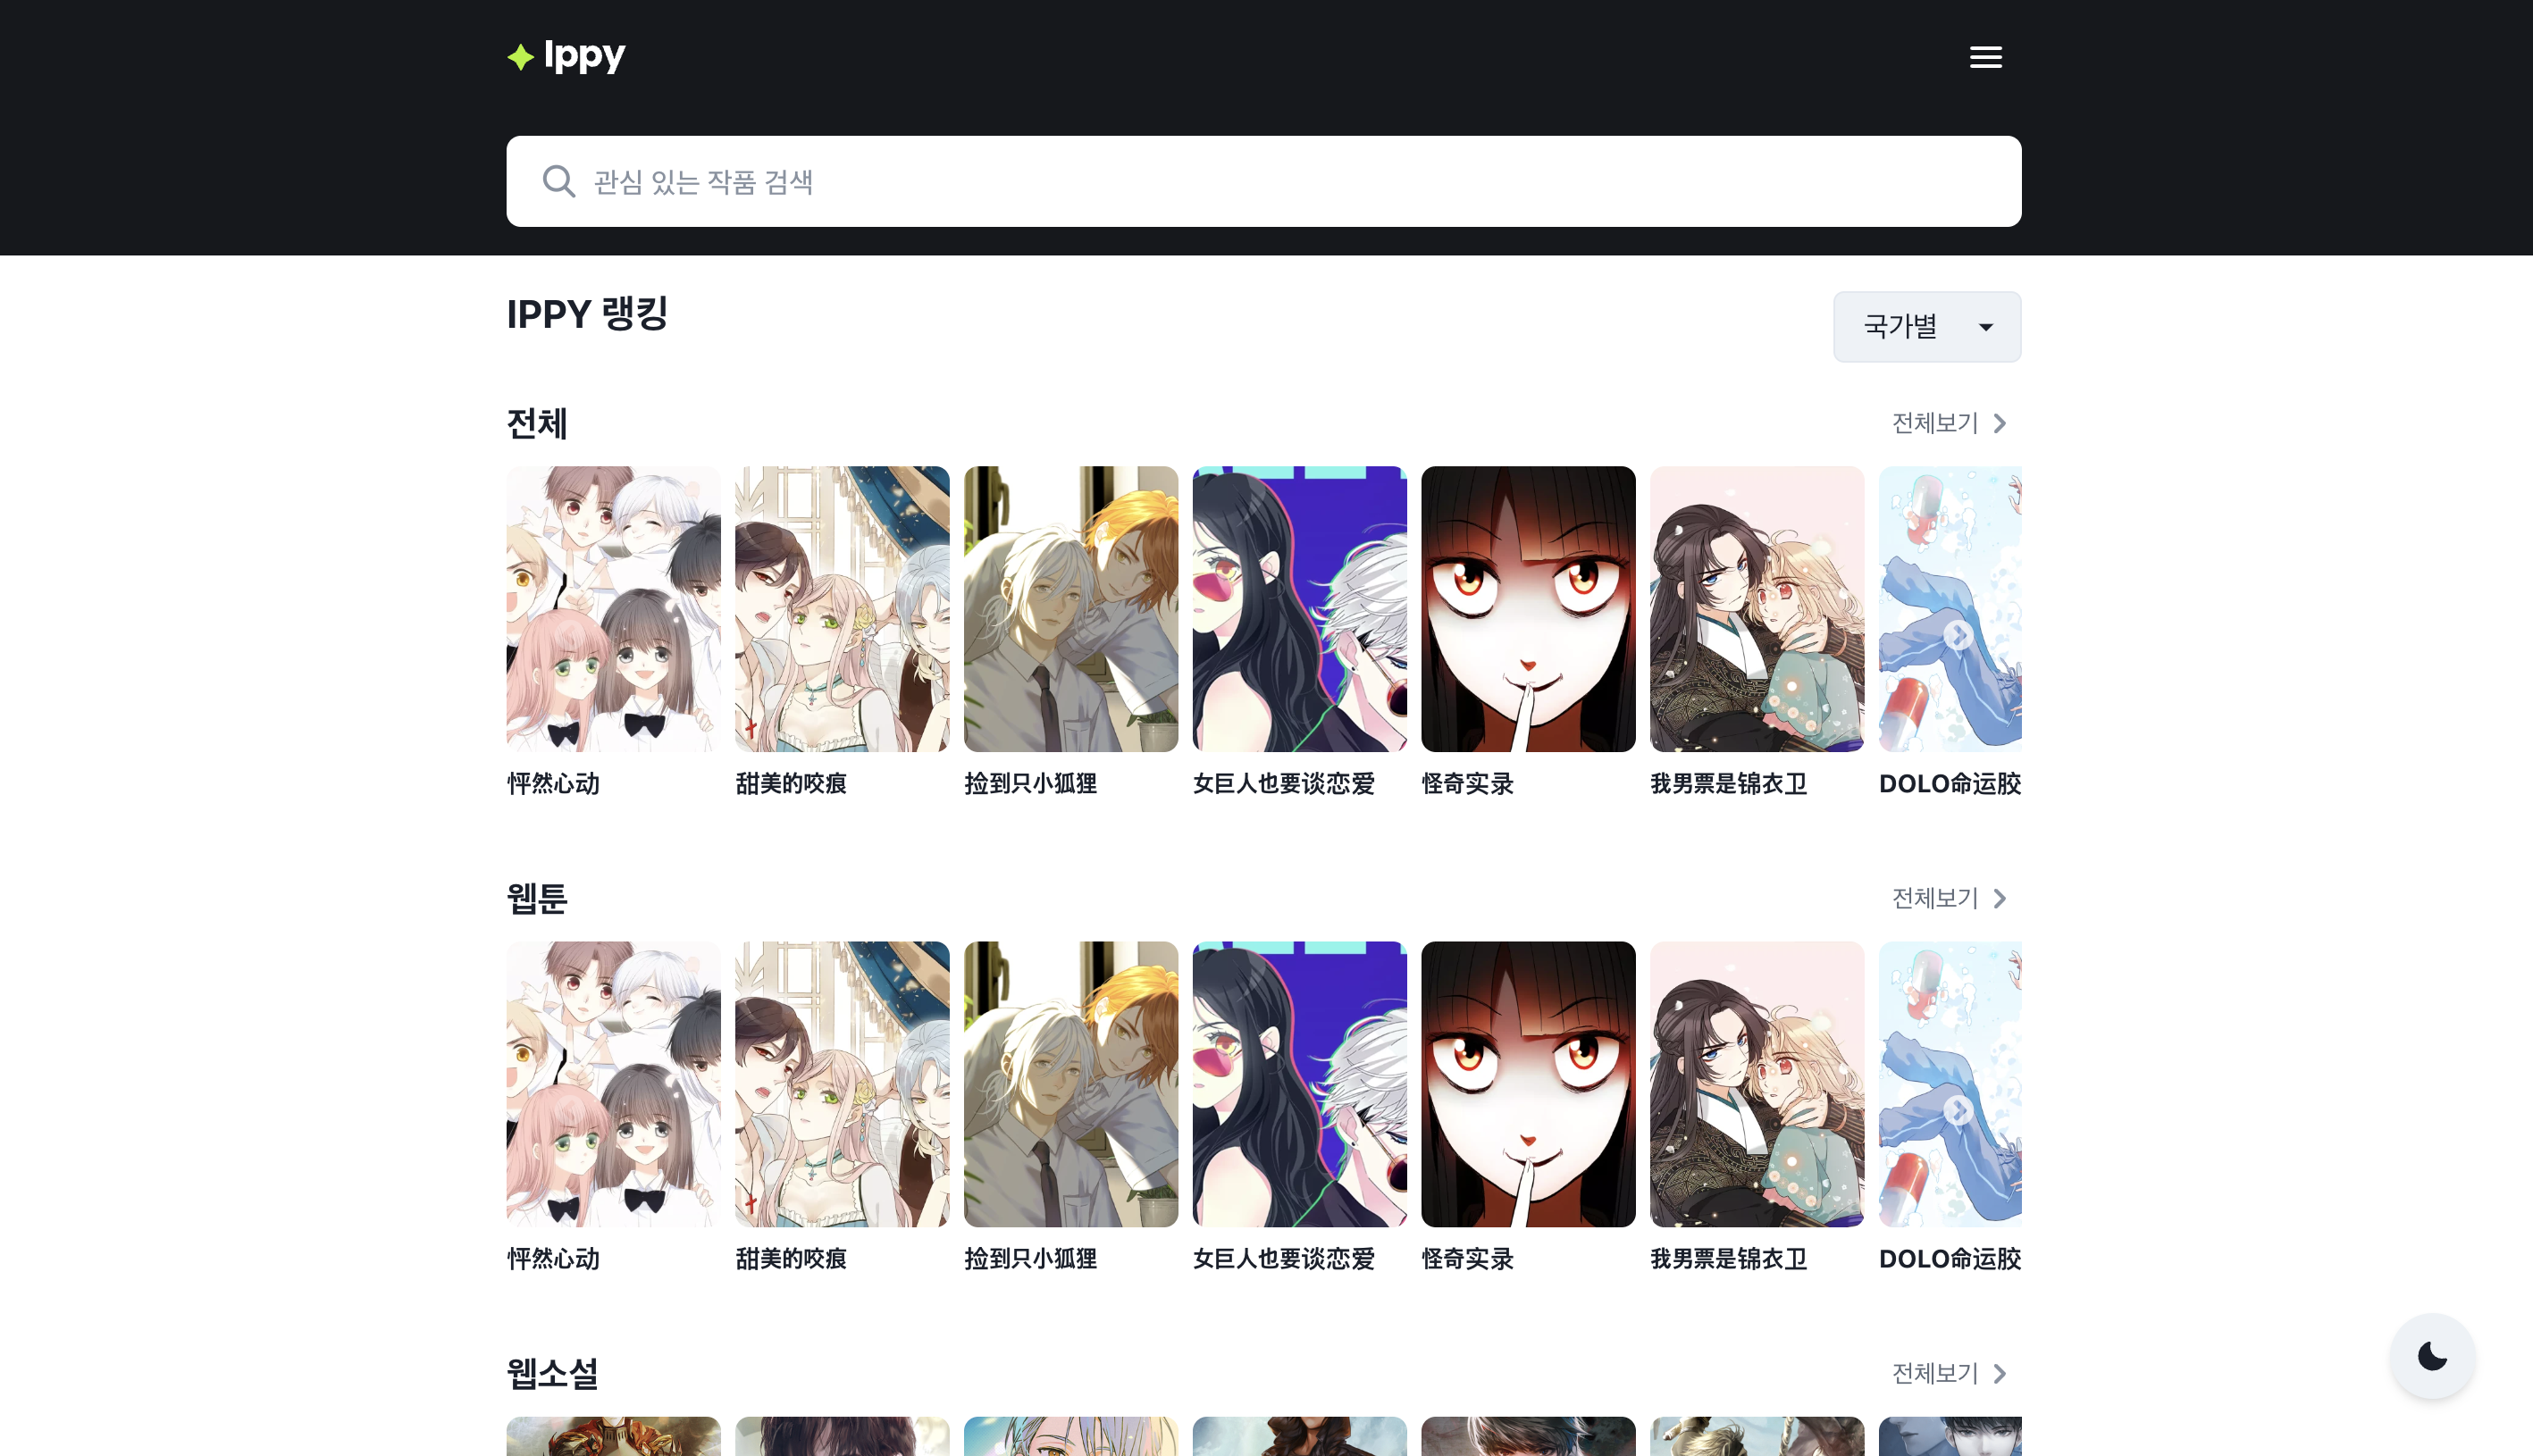 Ippy
관심 있는 작품 검색
IPPY 랭킹
국가별
전체
전체보기
怦然心动
甜美的咬痕
捡到只小狐狸
女巨人也要谈恋爱
怪奇实录
我男票是锦衣卫
DOLO命运胶
웹툰
전체보기
怦然心动
甜美的咬痕
捡到只小狐狸
女巨人也要谈恋爱
怪奇实录
我男票是锦衣卫
DOLO命运胶
웹소설
전체보기